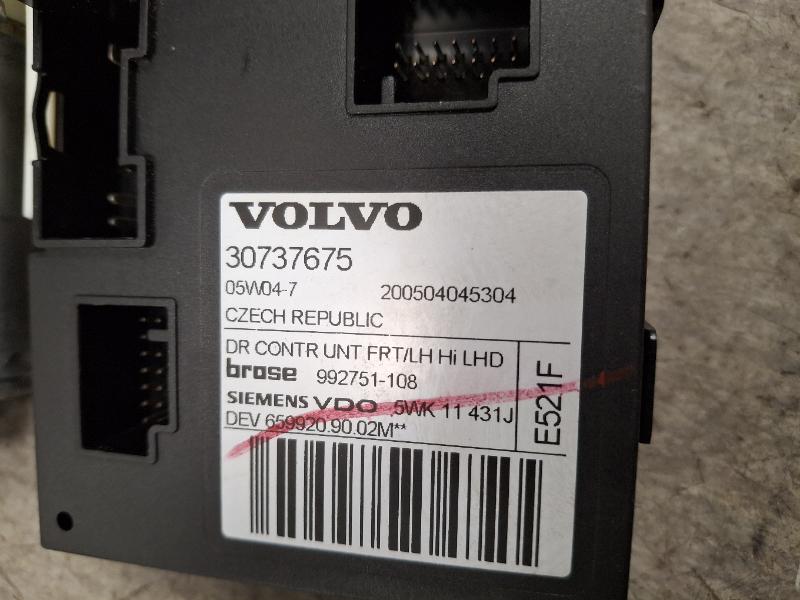 VOLVO
30737675
05W04-7 200504045304
CZECH REPUBLIC
DR CONTR UNT FRT/LH Hi LHD
brose 992751-108
SIEMENS VDO 5WK 11 431J
DEV 659920.90.02M**
E521F